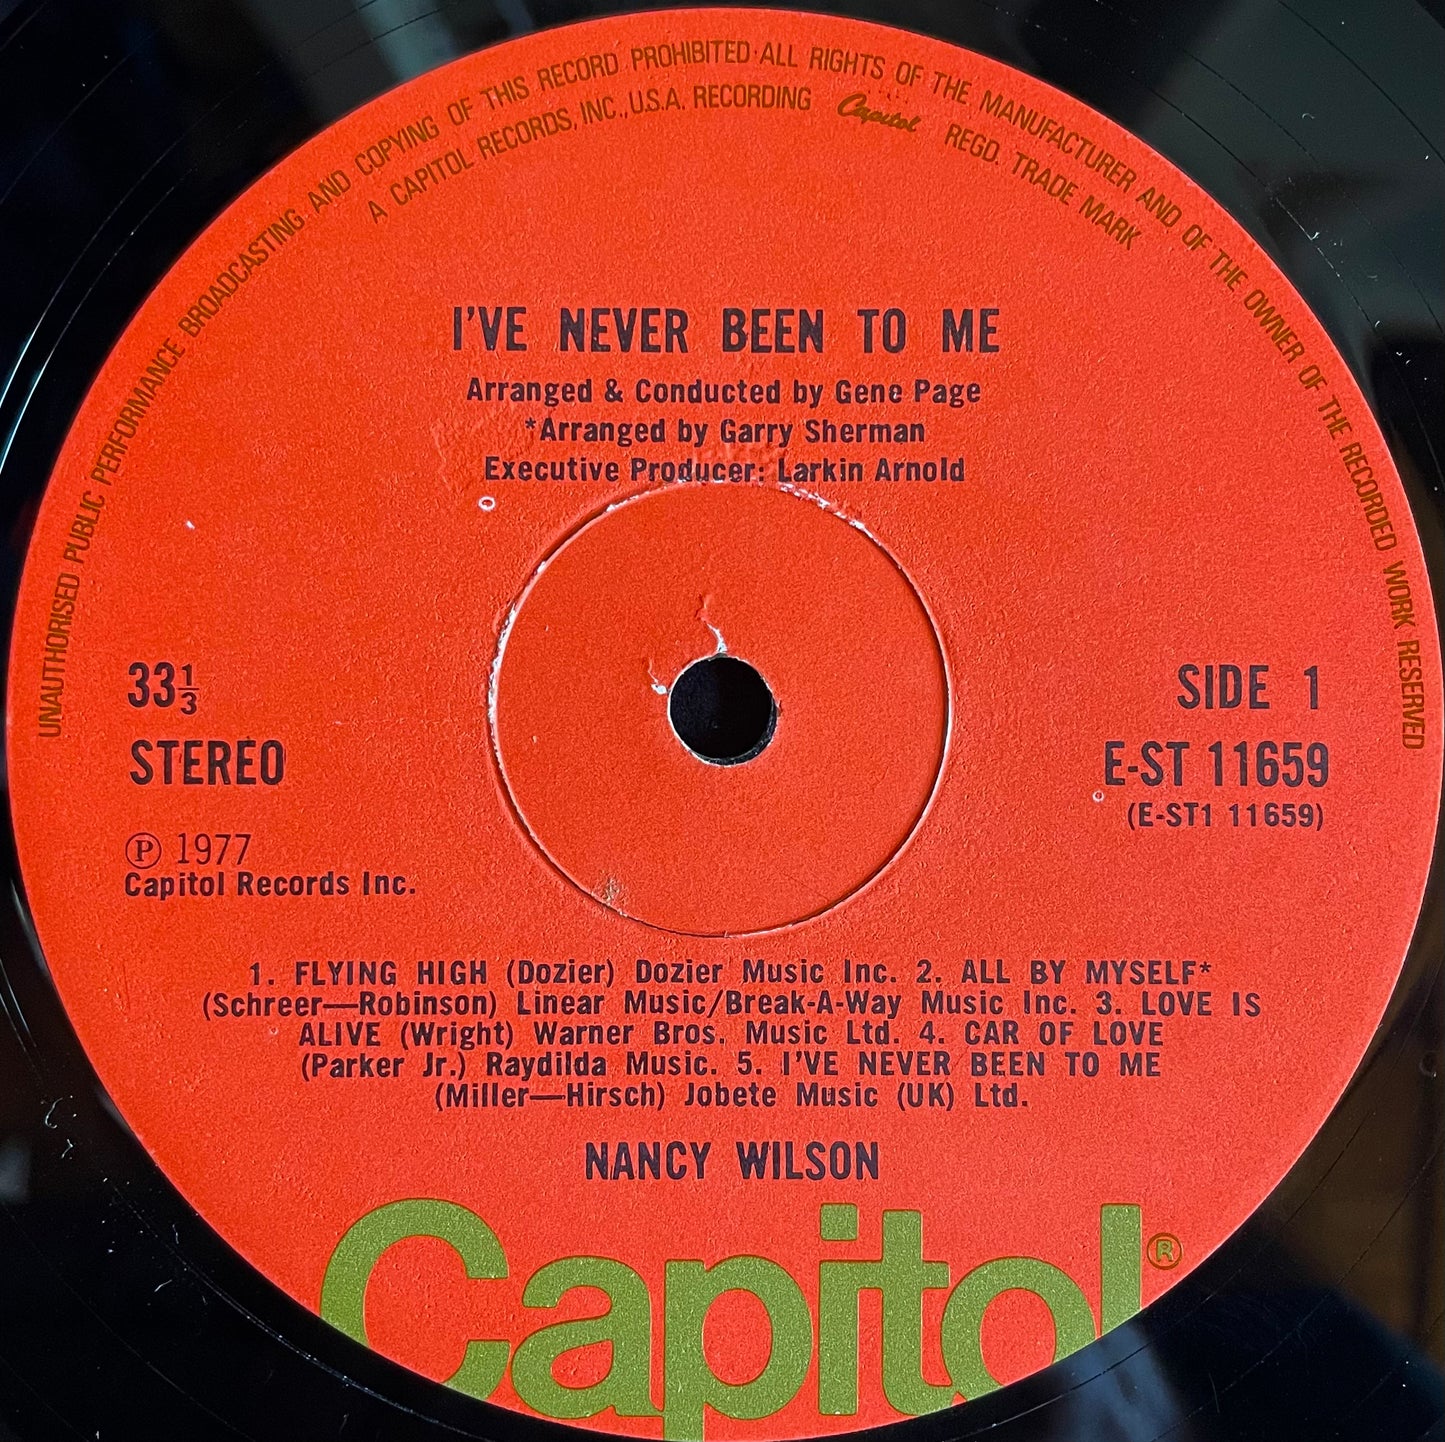 UNAUTHORISED PUBLIC PERFORMANCE BROADCASTING AND COPYING OF THIS RECORD PROHIBITED·ALL RIGHTS OF THE MANUFACTURER AND OF THE OWNER OF THE RECORDED WORK RESERVED
A CAPITOL RECORDS, INC., U.S.A. RECORDING Capitol REGD. TRADE MARK
I'VE NEVER BEEN TO ME
Arranged & Conducted by Gene Page
*Arranged by Garry Sherman
Executive Producer: Larkin Arnold
33⅓
STEREO
℗ 1977
Capitol Records Inc.
SIDE 1
E-ST 11659
(E-ST1 11659)
1. FLYING HIGH (Dozier) Dozier Music Inc. 2. ALL BY MYSELF*
(Schreer—Robinson) Linear Music/Break-A-Way Music Inc. 3. LOVE IS
ALIVE (Wright) Warner Bros. Music Ltd. 4. CAR OF LOVE
(Parker Jr.) Raydilda Music. 5. I'VE NEVER BEEN TO ME
(Miller—Hirsch) Jobete Music (UK) Ltd.
NANCY WILSON
Capitol®